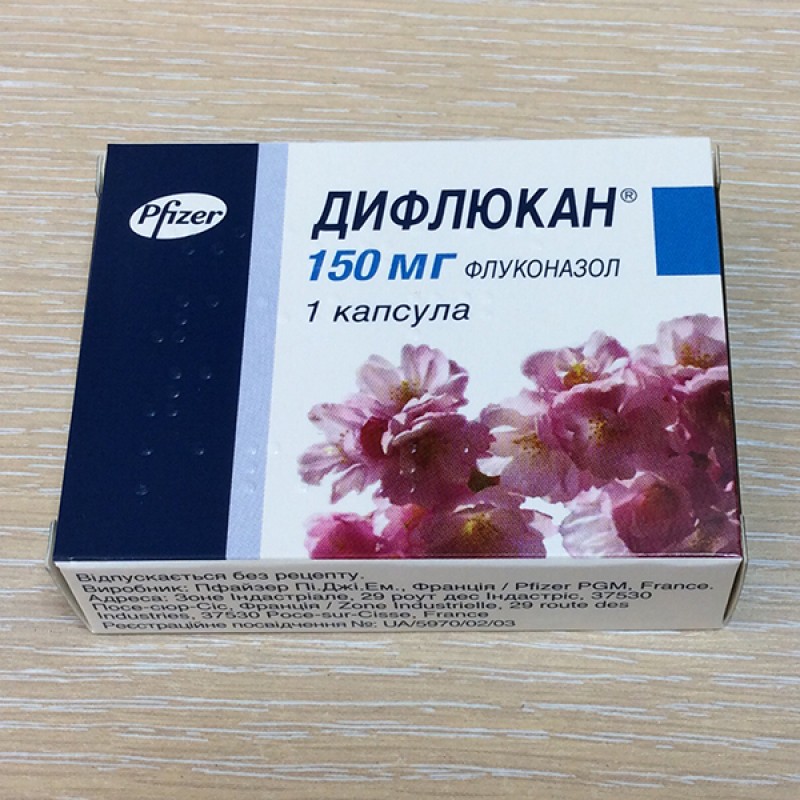 Pfizer
ДИФЛЮКАН®
150 мг ФЛУКОНАЗОЛ
1 капсула
Відпускається без рецепту.
Виробник: Пфайзер Пі.Джі.Ем., Франція / Pfizer PGM, France.
Адреса: Зоне Індастріале, 29 роут дес Індастріс, 37530
Посе-сюр-Сіс, Франція / Zone Industrielle, 29 route des
Industries, 37530 Poce-sur-Cisse, France
Реєстраційне посвідчення №: UA/5970/02/03